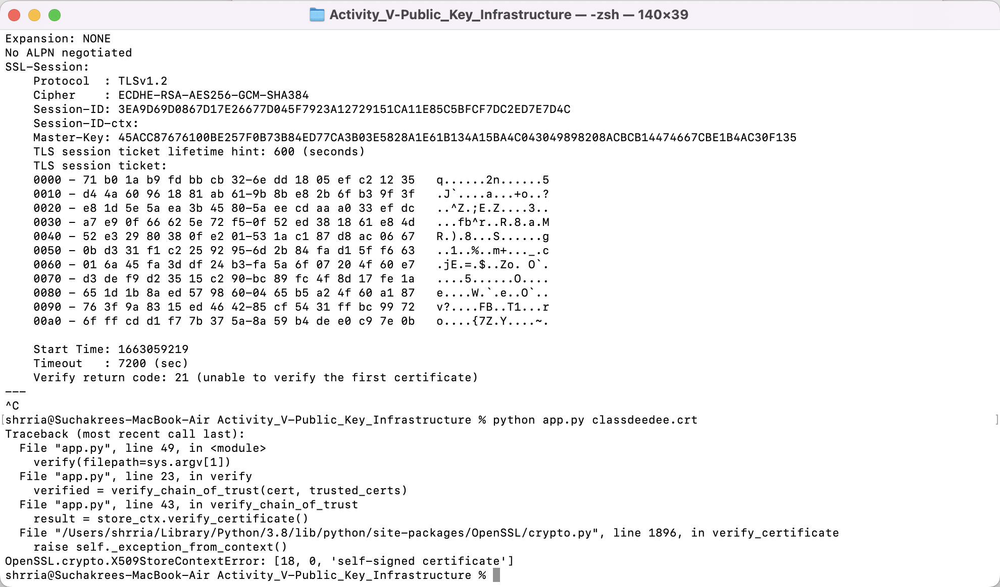 Activity_V-Public_Key_Infrastructure — -zsh — 140×39
Expansion: NONE
No ALPN negotiated
SSL-Session:
    Protocol  : TLSv1.2
    Cipher    : ECDHE-RSA-AES256-GCM-SHA384
    Session-ID: 3EA9D69D0867D17E26677D045F7923A12729151CA11E85C5BFCF7DC2ED7E7D4C
    Session-ID-ctx:
    Master-Key: 45ACC87676100BE257F0B73B84ED77CA3B03E5828A1E61B134A15BA4C043049898208ACBCB14474667CBE1B4AC30F135
    TLS session ticket lifetime hint: 600 (seconds)
    TLS session ticket:
    0000 - 71 b0 1a b9 fd bb cb 32-6e dd 18 05 ef c2 12 35   q......2n......5
    0010 - d4 4a 60 96 18 81 ab 61-9b 8b e8 2b 6f b3 9f 3f   .J`....a...+o..?
    0020 - e8 1d 5e 5a ea 3b 45 80-5a ee cd aa a0 33 ef dc   ..^Z.;E.Z....3..
    0030 - a7 e9 0f 66 62 5e 72 f5-0f 52 ed 38 18 61 e8 4d   ...fb^r..R.8.a.M
    0040 - 52 e3 29 80 38 0f e2 01-53 1a c1 87 d8 ac 06 67   R.).8...S......g
    0050 - 0b d3 31 f1 c2 25 92 95-6d 2b 84 fa d1 5f f6 63   ..1..%..m+..._.c
    0060 - 01 6a 45 fa 3d df 24 b3-fa 5a 6f 07 20 4f 60 e7   .jE.=.$..Zo. O`.
    0070 - d3 de f9 d2 35 15 c2 90-bc 89 fc 4f 8d 17 fe 1a   ....5......O....
    0080 - 65 1d 1b 8a ed 57 98 60-04 65 b5 a2 4f 60 a1 87   e....W.`.e..O`..
    0090 - 76 3f 9a 83 15 ed 46 42-85 cf 54 31 ff bc 99 72   v?....FB..T1...r
    00a0 - 6f ff cd d1 f7 7b 37 5a-8a 59 b4 de e0 c9 7e 0b   o....{7Z.Y....~.
    Start Time: 1663059219
    Timeout   : 7200 (sec)
    Verify return code: 21 (unable to verify the first certificate)
---
^C
[shrria@Suchakrees-MacBook-Air Activity_V-Public_Key_Infrastructure % python app.py classdeedee.crt ]
Traceback (most recent call last):
  File "app.py", line 49, in <module>
    verify(filepath=sys.argv[1])
  File "app.py", line 23, in verify
    verified = verify_chain_of_trust(cert, trusted_certs)
  File "app.py", line 43, in verify_chain_of_trust
    result = store_ctx.verify_certificate()
  File "/Users/shrria/Library/Python/3.8/lib/python/site-packages/OpenSSL/crypto.py", line 1896, in verify_certificate
    raise self._exception_from_context()
OpenSSL.crypto.X509StoreContextError: [18, 0, 'self-signed certificate']
shrria@Suchakrees-MacBook-Air Activity_V-Public_Key_Infrastructure %